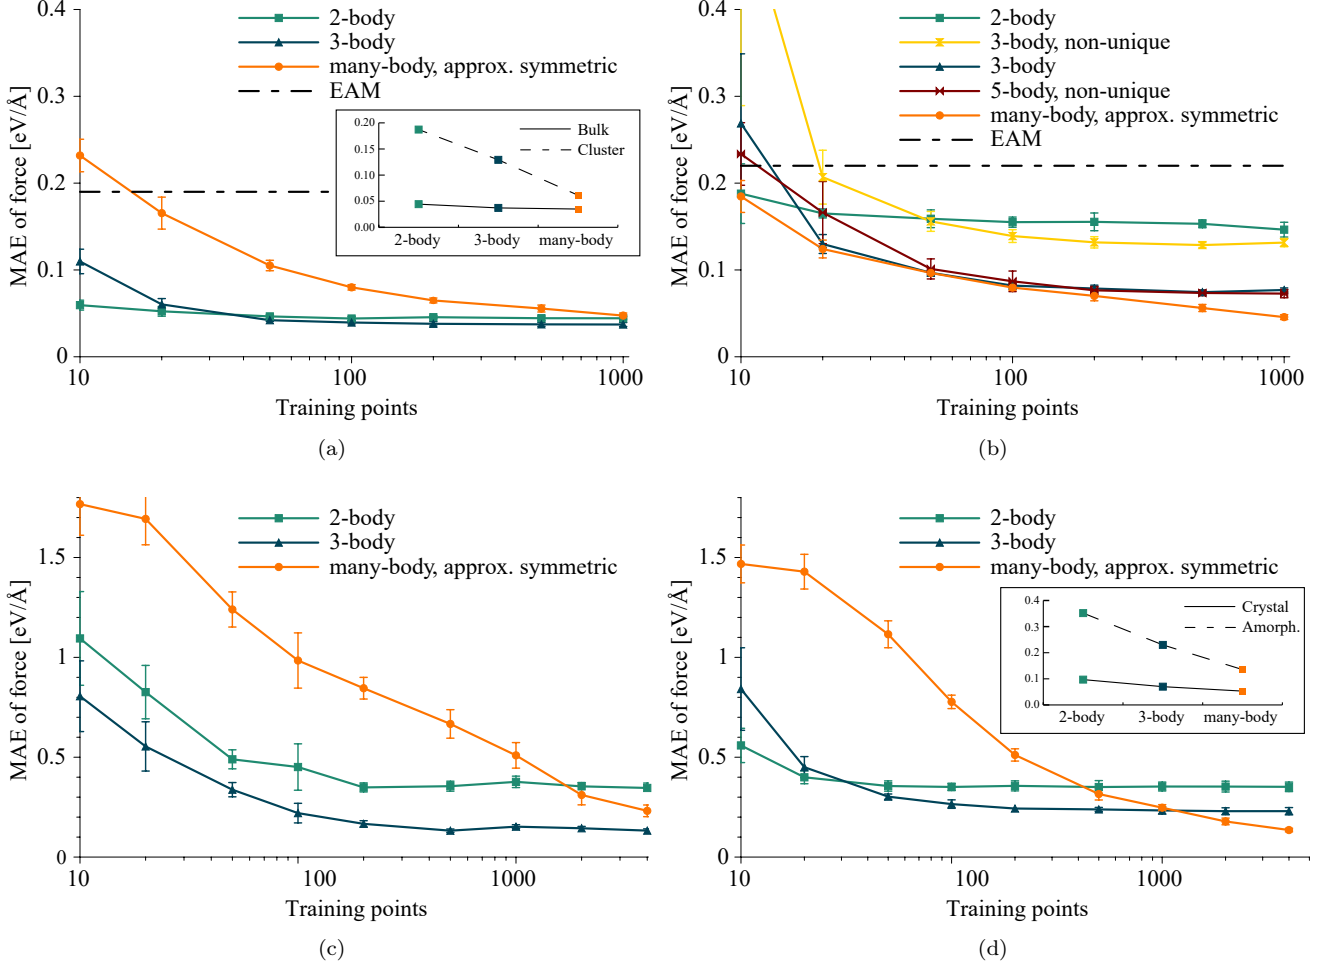 0.4
0.3
0.2
0.1
0
MAE of force [eV/Å]
2-body
3-body
many-body, approx. symmetric
EAM
0.20
0.15
0.10
0.05
0.00
Bulk
Cluster
2-body 3-body many-body
10 100 1000
Training points
(a)
0.4
0.3
0.2
0.1
0
MAE of force [eV/Å]
2-body
3-body, non-unique
3-body
5-body, non-unique
many-body, approx. symmetric
EAM
10 100 1000
Training points
(b)
1.5
1
0.5
0
MAE of force [eV/Å]
2-body
3-body
many-body, approx. symmetric
10 100 1000
Training points
(c)
1.5
1
0.5
0
MAE of force [eV/Å]
2-body
3-body
many-body, approx. symmetric
0.4
0.3
0.2
0.1
0.0
Crystal
Amorph.
2-body 3-body many-body
10 100 1000
Training points
(d)